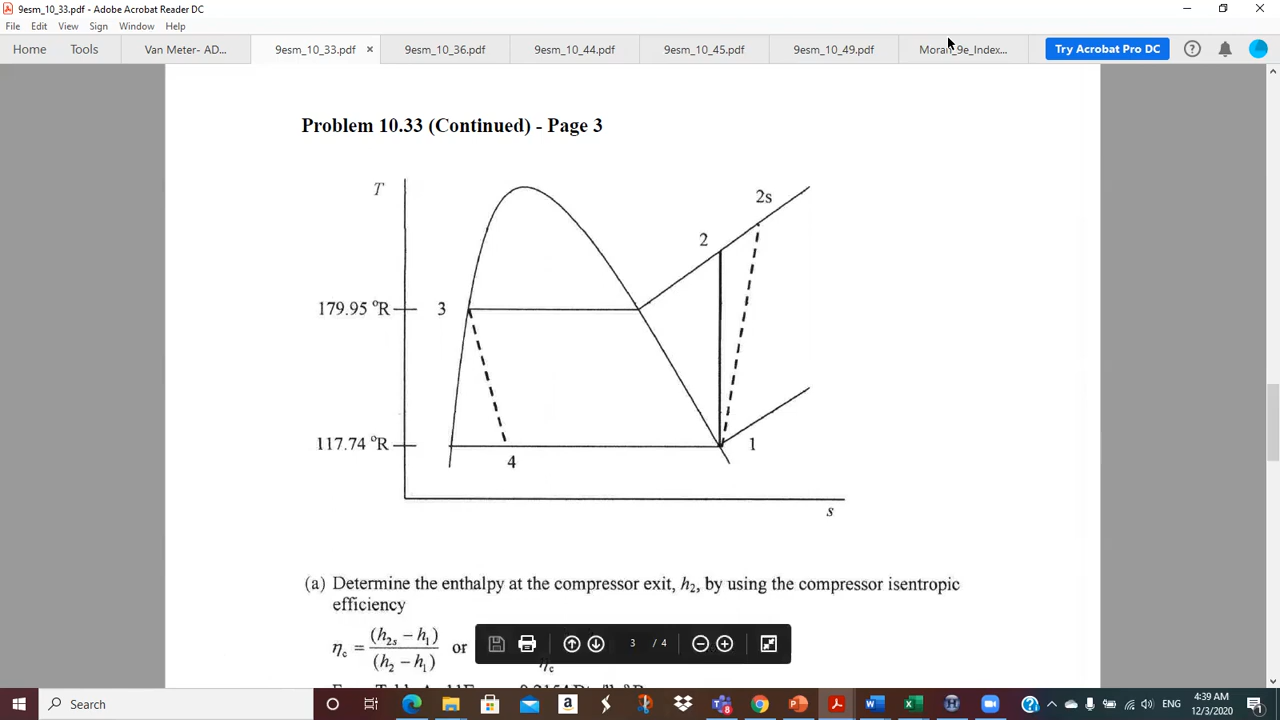 9esm_10_33.pdf - Adobe Acrobat Reader DC
File Edit View Sign Window Help
Home Tools Van Meter- AD... 9esm_10_33.pdf × 9esm_10_36.pdf 9esm_10_44.pdf 9esm_10_45.pdf 9esm_10_49.pdf Moran_9e_Index... Try Acrobat Pro DC
Problem 10.33 (Continued) - Page 3
T
2s
2
179.95 °R
3
117.74 °R
1
4
s
(a) Determine the enthalpy at the compressor exit, h₂, by using the compressor isentropic
efficiency
η_c = (h₂s − h₁) / (h₂ − h₁) or
η_c
3 / 4
Search
4:39 AM
ENG
12/3/2020